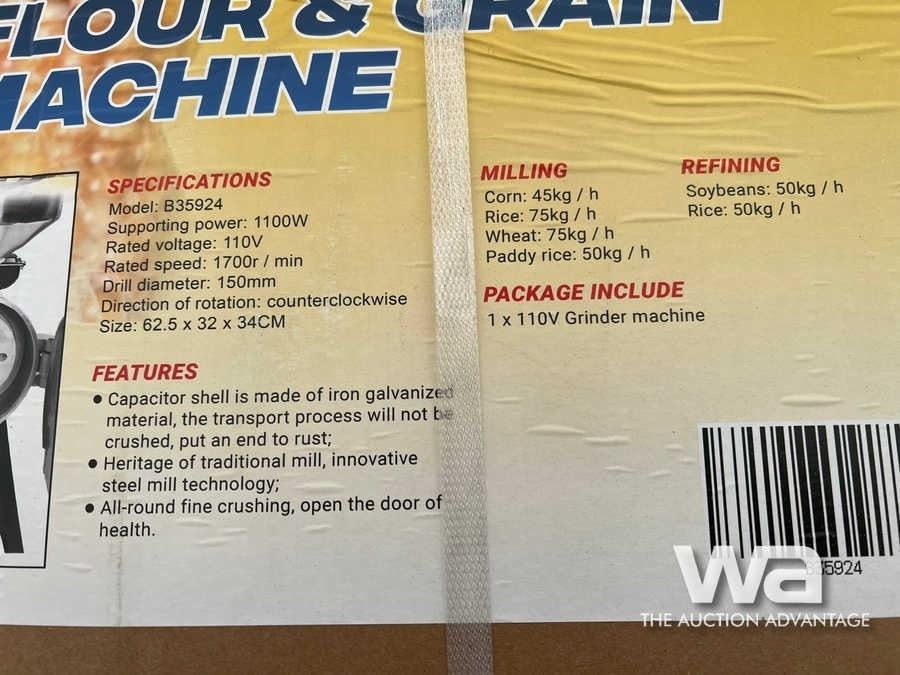 FLOUR & GRAIN
MACHINE
SPECIFICATIONS
Model: B35924
Supporting power: 1100W
Rated voltage: 110V
Rated speed: 1700r / min
Drill diameter: 150mm
Direction of rotation: counterclockwise
Size: 62.5 x 32 x 34CM
FEATURES
• Capacitor shell is made of iron galvanized
material, the transport process will not be
crushed, put an end to rust;
• Heritage of traditional mill, innovative
steel mill technology;
• All-round fine crushing, open the door of
health.
MILLING
Corn: 45kg / h
Rice: 75kg / h
Wheat: 75kg / h
Paddy rice: 50kg / h
REFINING
Soybeans: 50kg / h
Rice: 50kg / h
PACKAGE INCLUDE
1 x 110V Grinder machine
B35924
wa
THE AUCTION ADVANTAGE